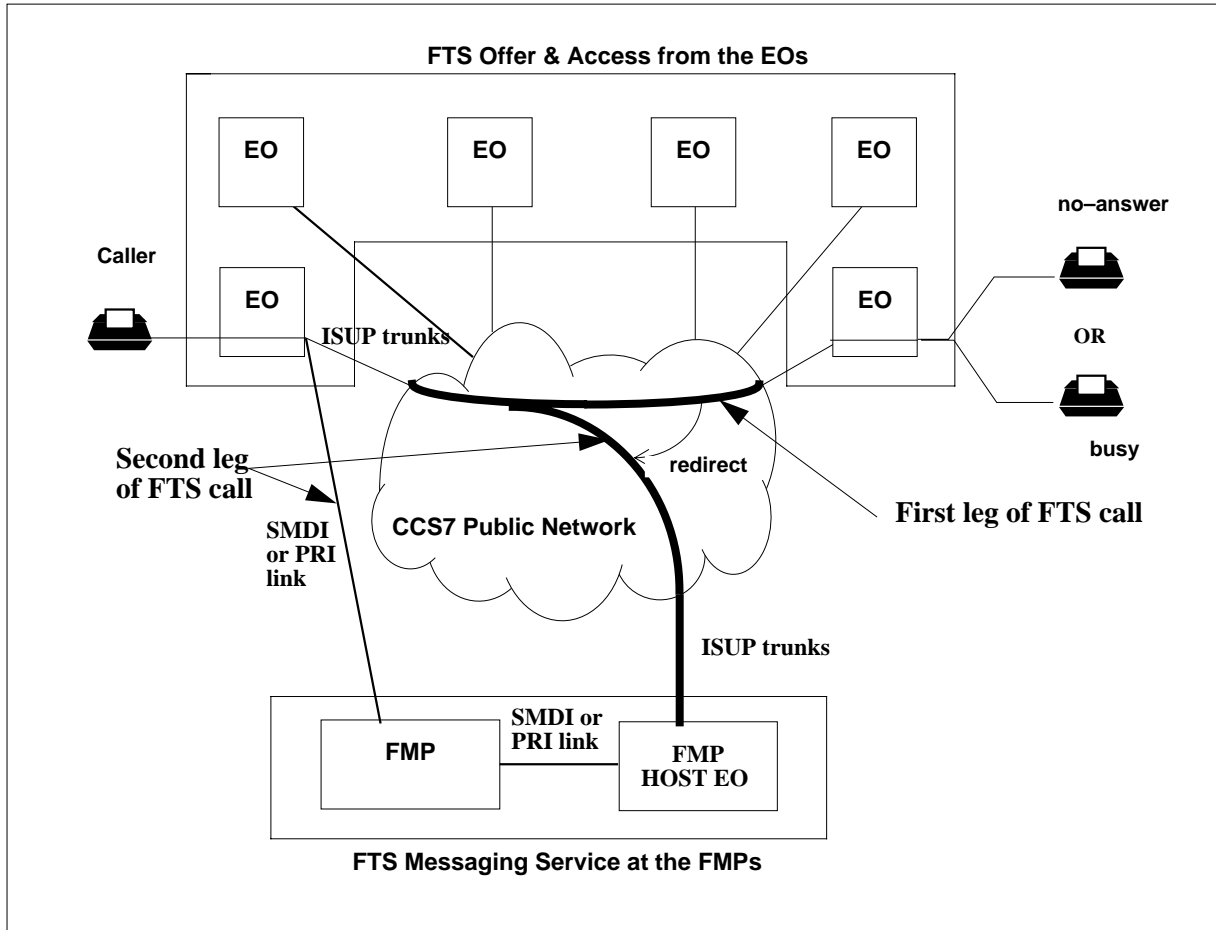 FTS Offer & Access from the EOs
EO
EO
EO
EO
no–answer
Caller
EO
EO
ISUP trunks
OR
busy
Second leg
of FTS call
redirect
First leg of FTS call
CCS7 Public Network
SMDI
or PRI
link
ISUP trunks
SMDI or
PRI link
FMP
FMP
HOST EO
FTS Messaging Service at the FMPs